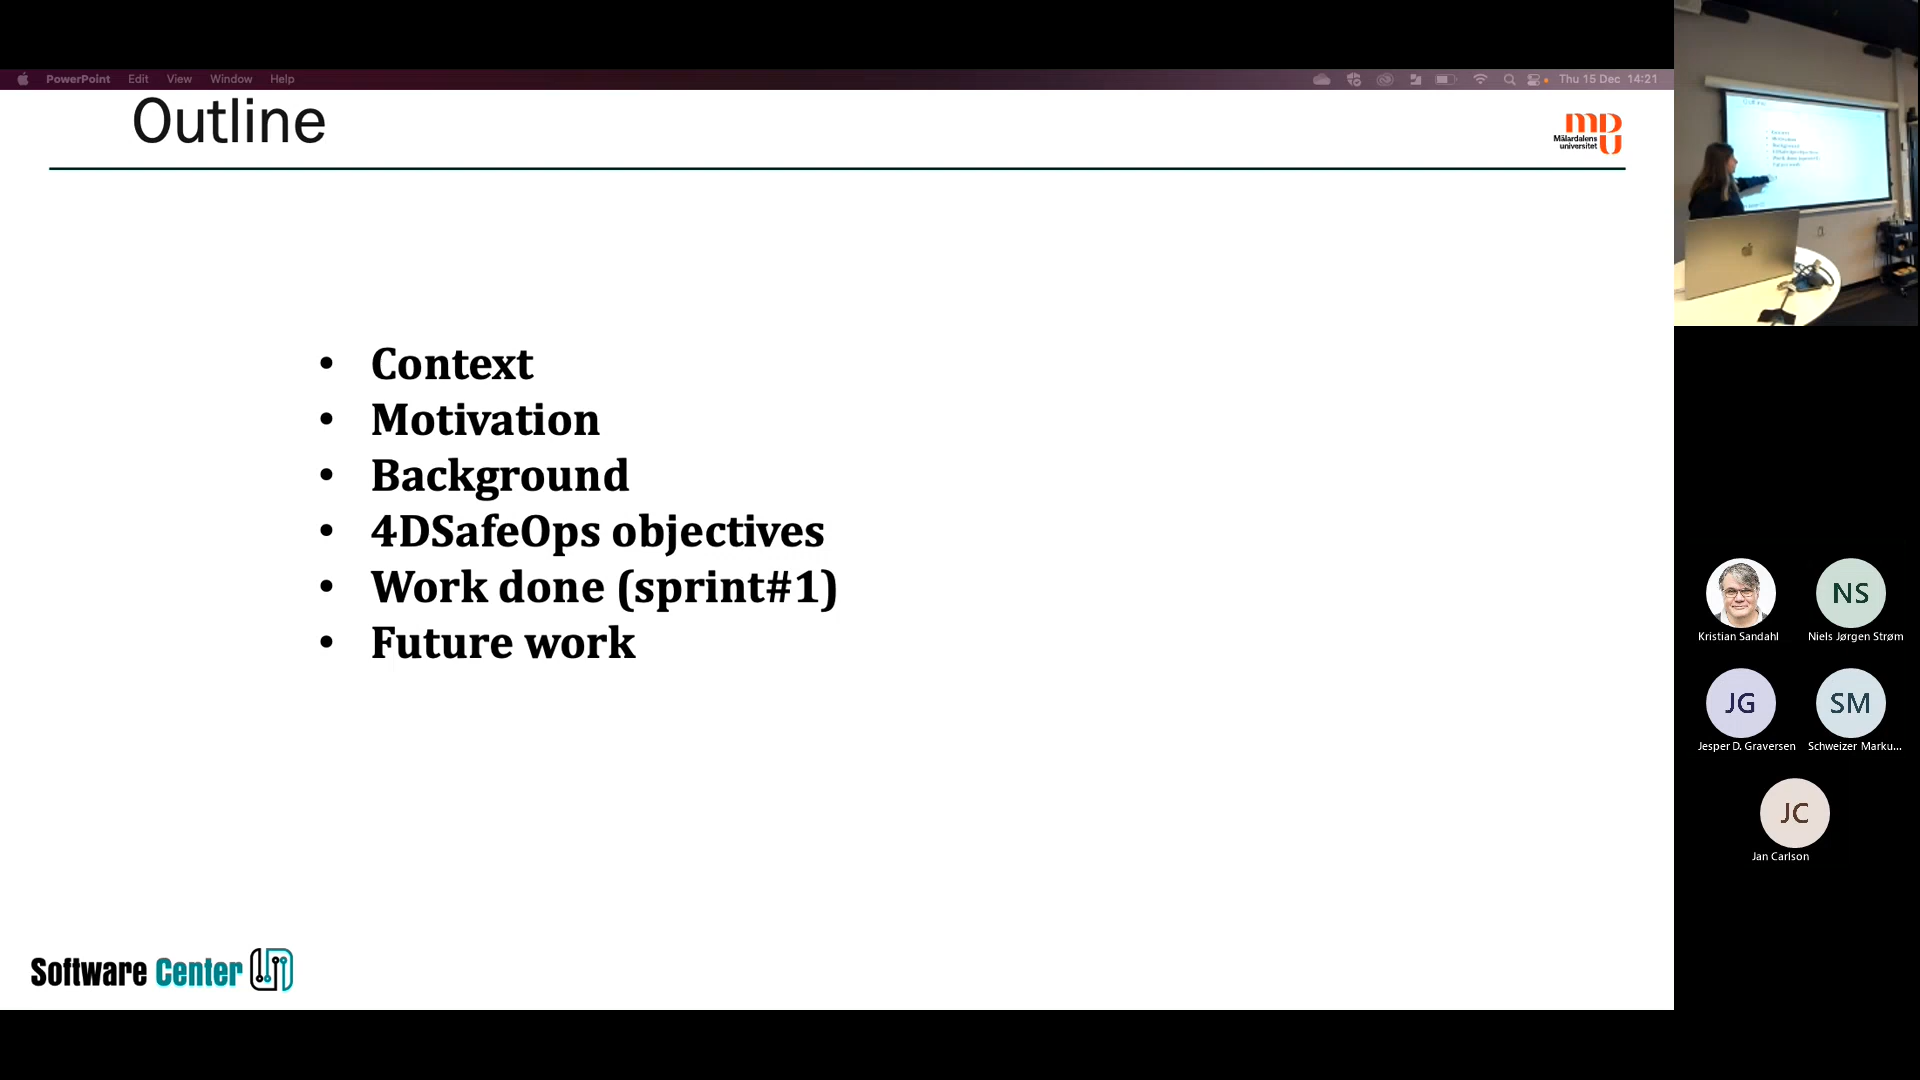 PowerPoint Edit View Window Help
Thu 15 Dec 14:21
Outline
mDU
Mälardalens
universitet
• Context
• Motivation
• Background
• 4DSafeOps objectives
• Work done (sprint#1)
• Future work
Software Center
Kristian Sandahl
NS
Niels Jørgen Strøm
JG
Jesper D. Graversen
SM
Schweizer Marku...
JC
Jan Carlson